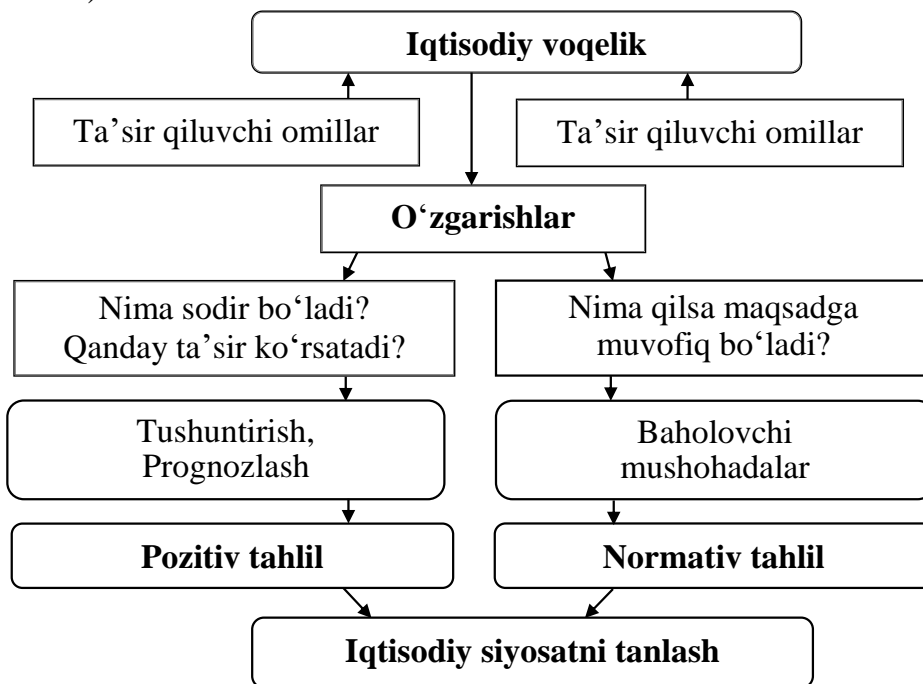 )
Iqtisodiy voqelik
Ta’sir qiluvchi omillar
Ta’sir qiluvchi omillar
O‘zgarishlar
Nima sodir bo‘ladi?
Qanday ta’sir ko‘rsatadi?
Nima qilsa maqsadga
muvofiq bo‘ladi?
Tushuntirish,
Prognozlash
Baholovchi
mushohadalar
Pozitiv tahlil
Normativ tahlil
Iqtisodiy siyosatni tanlash